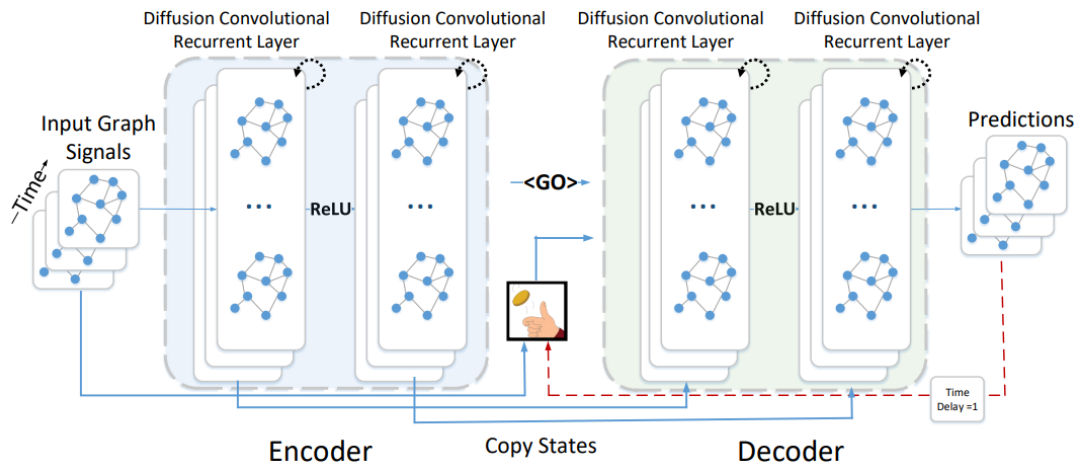 Diffusion Convolutional
Recurrent Layer
Diffusion Convolutional
Recurrent Layer
Diffusion Convolutional
Recurrent Layer
Diffusion Convolutional
Recurrent Layer
Input Graph
Signals
Time
Predictions
ReLU
<GO>
ReLU
Time
Delay =1
Encoder
Copy States
Decoder